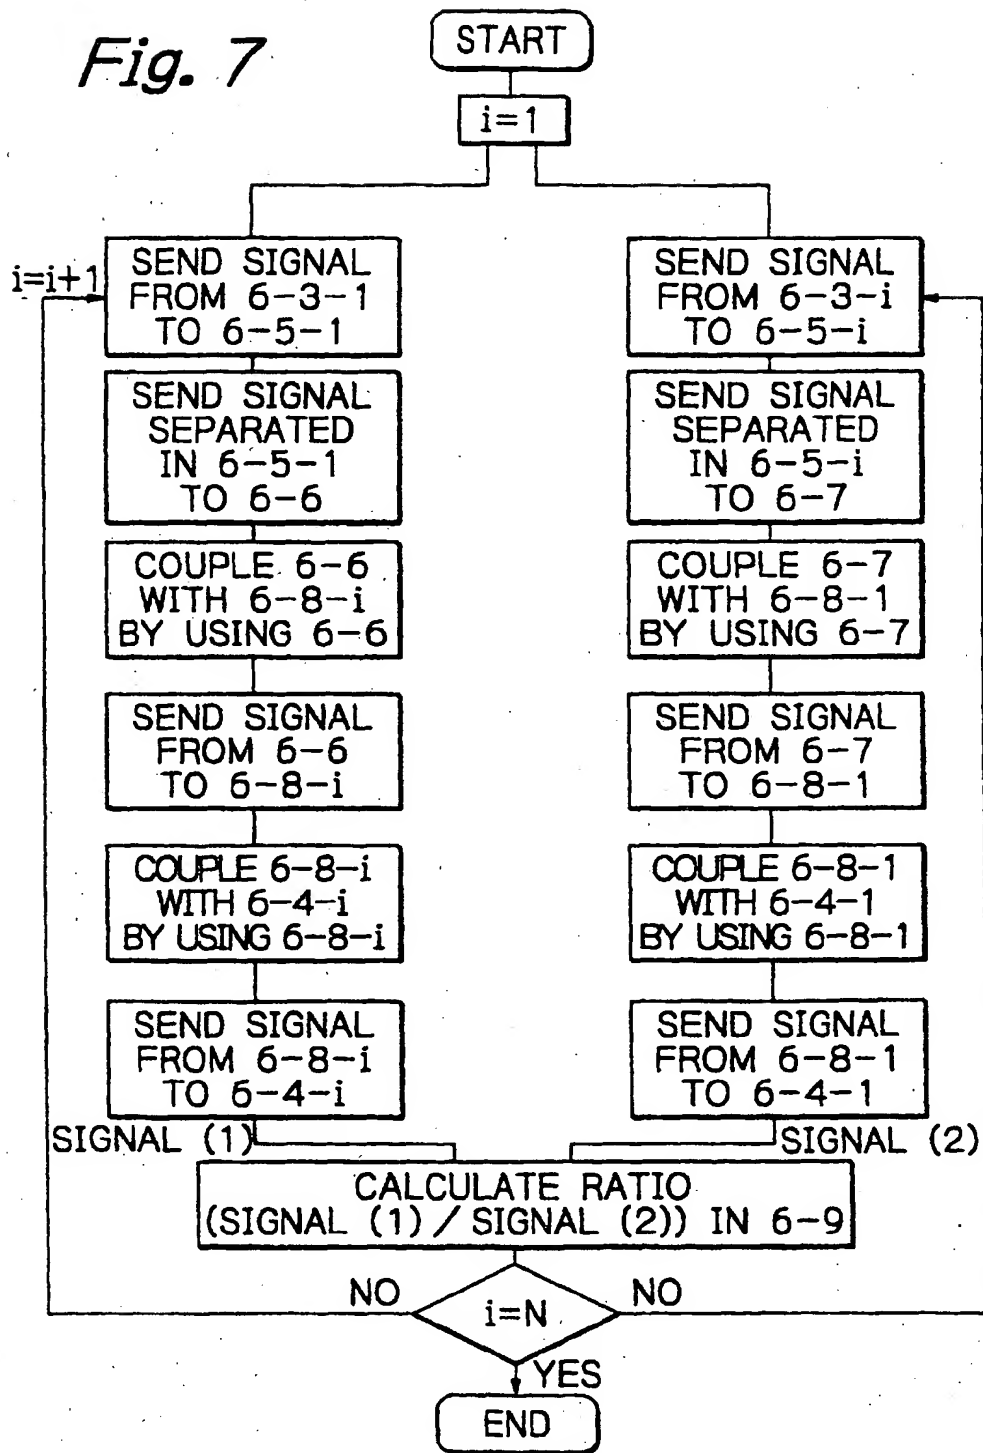 Fig. 7
START
i=1
i=i+1
SEND SIGNAL
FROM 6-3-1
TO 6-5-1
SEND SIGNAL
SEPARATED
IN 6-5-1
TO 6-6
COUPLE 6-6
WITH 6-8-i
BY USING 6-6
SEND SIGNAL
FROM 6-6
TO 6-8-i
COUPLE 6-8-i
WITH 6-4-i
BY USING 6-8-i
SEND SIGNAL
FROM 6-8-i
TO 6-4-i
SIGNAL (1)
SEND SIGNAL
FROM 6-3-i
TO 6-5-i
SEND SIGNAL
SEPARATED
IN 6-5-i
TO 6-7
COUPLE 6-7
WITH 6-8-1
BY USING 6-7
SEND SIGNAL
FROM 6-7
TO 6-8-1
COUPLE 6-8-1
WITH 6-4-1
BY USING 6-8-1
SEND SIGNAL
FROM 6-8-1
TO 6-4-1
SIGNAL (2)
CALCULATE RATIO
(SIGNAL (1) / SIGNAL (2)) IN 6-9
NO
i=N
NO
YES
END